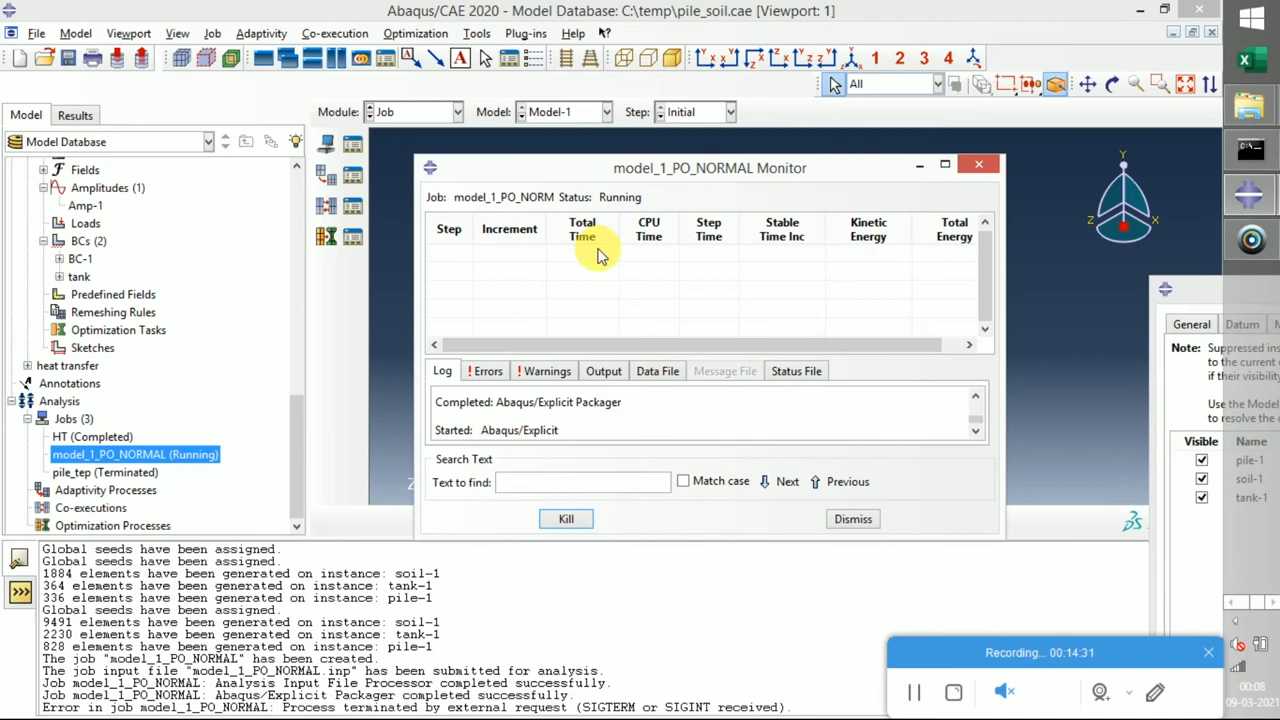 Abaqus/CAE 2020 - Model Database: C:\temp\pile_soil.cae [Viewport: 1]
File Model Viewport View Job Adaptivity Co-execution Optimization Tools Plug-ins Help
1 2 3 4
All
Model Results
Module: Job Model: Model-1 Step: Initial
Model Database
Fields
Amplitudes (1)
Amp-1
Loads
BCs (2)
BC-1
tank
Predefined Fields
Remeshing Rules
Optimization Tasks
Sketches
heat transfer
Annotations
Analysis
Jobs (3)
HT (Completed)
model_1_PO_NORMAL (Running)
pile_tep (Terminated)
Adaptivity Processes
Co-executions
Optimization Processes
model_1_PO_NORMAL Monitor
Job: model_1_PO_NORM Status: Running
Step Increment Total Time CPU Time Step Time Stable Time Inc Kinetic Energy Total Energy
Log ! Errors ! Warnings Output Data File Message File Status File
Completed: Abaqus/Explicit Packager
Started: Abaqus/Explicit
Search Text
Text to find: Match case Next Previous
Kill Dismiss
Y
Z X
Z
General Datum
Note: Suppressed ins
to the current
if their visibility
Use the Model
to resolve the
Visible Name
pile-1
soil-1
tank-1
Global seeds have been assigned.
Global seeds have been assigned.
1884 elements have been generated on instance: soil-1
364 elements have been generated on instance: tank-1
336 elements have been generated on instance: pile-1
Global seeds have been assigned.
9491 elements have been generated on instance: soil-1
2230 elements have been generated on instance: tank-1
828 elements have been generated on instance: pile-1
The job "model_1_PO_NORMAL" has been created.
The job input file "model_1_PO_NORMAL.inp" has been submitted for analysis.
Job model_1_PO_NORMAL: Analysis Input File Processor completed successfully.
Job model_1_PO_NORMAL: Abaqus/Explicit Packager completed successfully.
Error in job model_1_PO_NORMAL: Process terminated by external request (SIGTERM or SIGINT received).
Recording... 00:14:31
00:08
09-03-2021